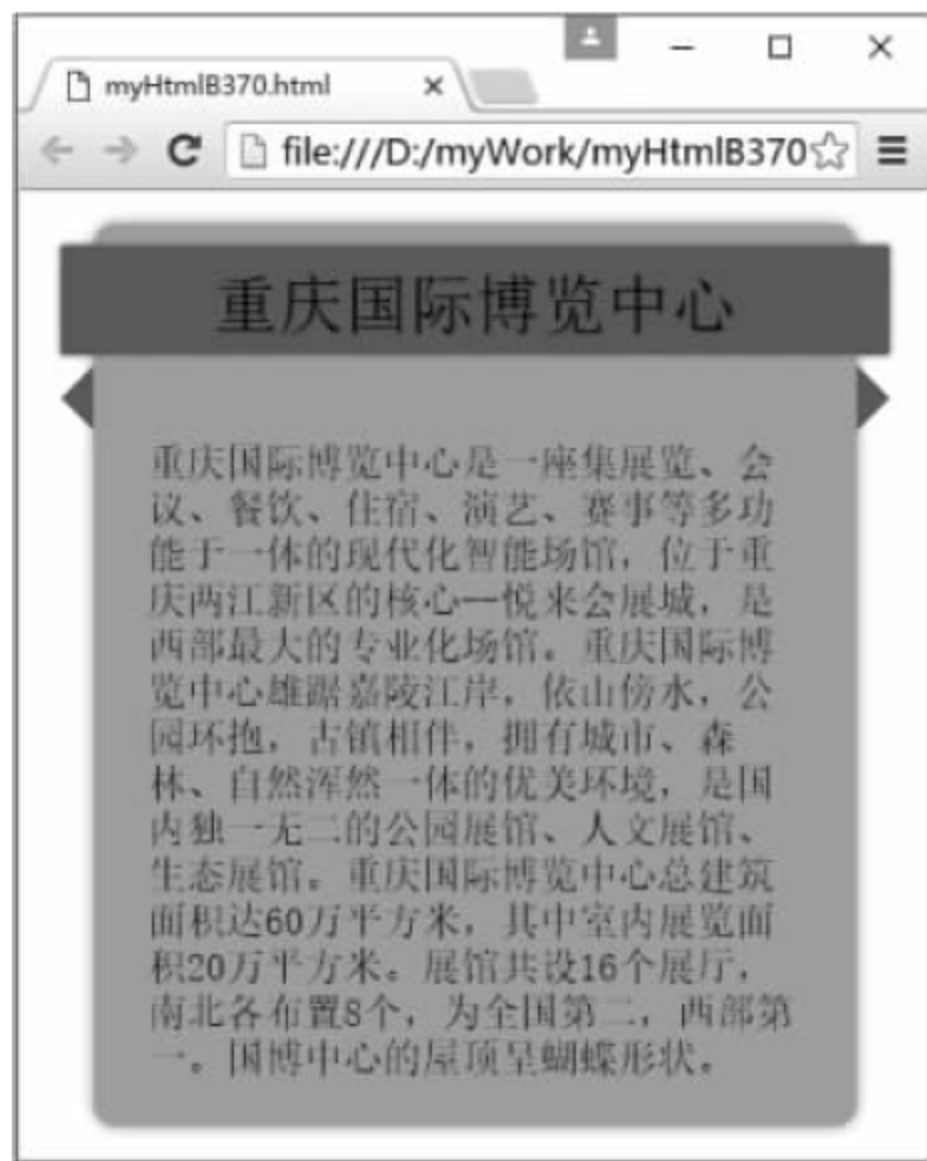 myHtmlB370.html
file:///D:/myWork/myHtmlB370
重庆国际博览中心
重庆国际博览中心是一座集展览、会
议、餐饮、住宿、演艺、赛事等多功
能于一体的现代化智能场馆，位于重
庆两江新区的核心—悦来会展城，是
西部最大的专业化场馆。重庆国际博
览中心雄踞嘉陵江岸，依山傍水，公
园环抱，古镇相伴，拥有城市、森
林、自然浑然一体的优美环境，是国
内独一无二的公园展馆、人文展馆、
生态展馆。重庆国际博览中心总建筑
面积达60万平方米，其中室内展览面
积20万平方米。展馆共设16个展厅，
南北各布置8个，为全国第二，西部第
一。国博中心的屋顶呈蝴蝶形状。